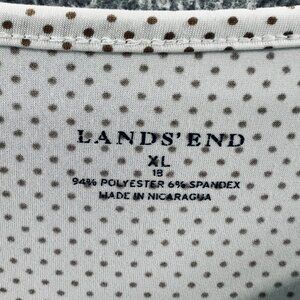 LANDS' END
XL
18
94% POLYESTER 6% SPANDEX
MADE IN NICARAGUA